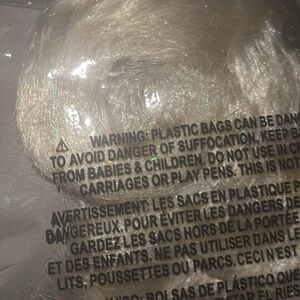 ⚠ WARNING: PLASTIC BAGS CAN BE DAN
TO AVOID DANGER OF SUFFOCATION, KEEP B
FROM BABIES & CHILDREN. DO NOT USE IN C
CARRIAGES OR PLAY PENS. THIS IS NO
AVERTISSEMENT: LES SACS EN PLASTIQUE P
DANGEREUX. POUR ÉVITER LES DANGERS DE
GARDEZ LES SACS HORS DE LA PORTÉE
ET DES ENFANTS. NE PAS UTILISER DANS LE
LITS, POUSSETTES OU PARCS. CECI N'EST
AVISO: BOLSAS DE PLÁSTICO